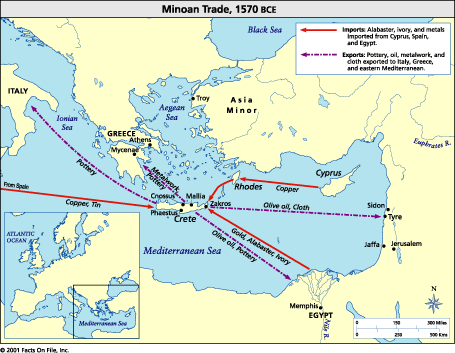 Minoan Trade, 1570 BCE
Black Sea
Imports: Alabaster, ivory, and metals
imported from Cyprus, Spain,
and Egypt.
Exports: Pottery, oil, metalwork, and
cloth exported to Italy, Greece,
and eastern Mediterranean.
ITALY
Ionian
Sea
Aegean
Sea
Troy
Asia
Minor
GREECE
Athens
Mycenae
Euphrates R.
Metalwork,
Pottery
Pottery
From Spain
Copper, Tin
Cnossus
Mallia
Zakros
Phaestus
Crete
Rhodes
Copper
Cyprus
Olive oil, Cloth
Sidon
Tyre
Gold, Alabaster, Ivory
Olive oil, Pottery
Mediterranean Sea
Jaffa
Jerusalem
Memphis
EGYPT
Nile R.
ATLANTIC
OCEAN
Mediterranean Sea
N
0 150 300 Miles
0 250 500 Kms
© 2001 Facts On File, Inc.